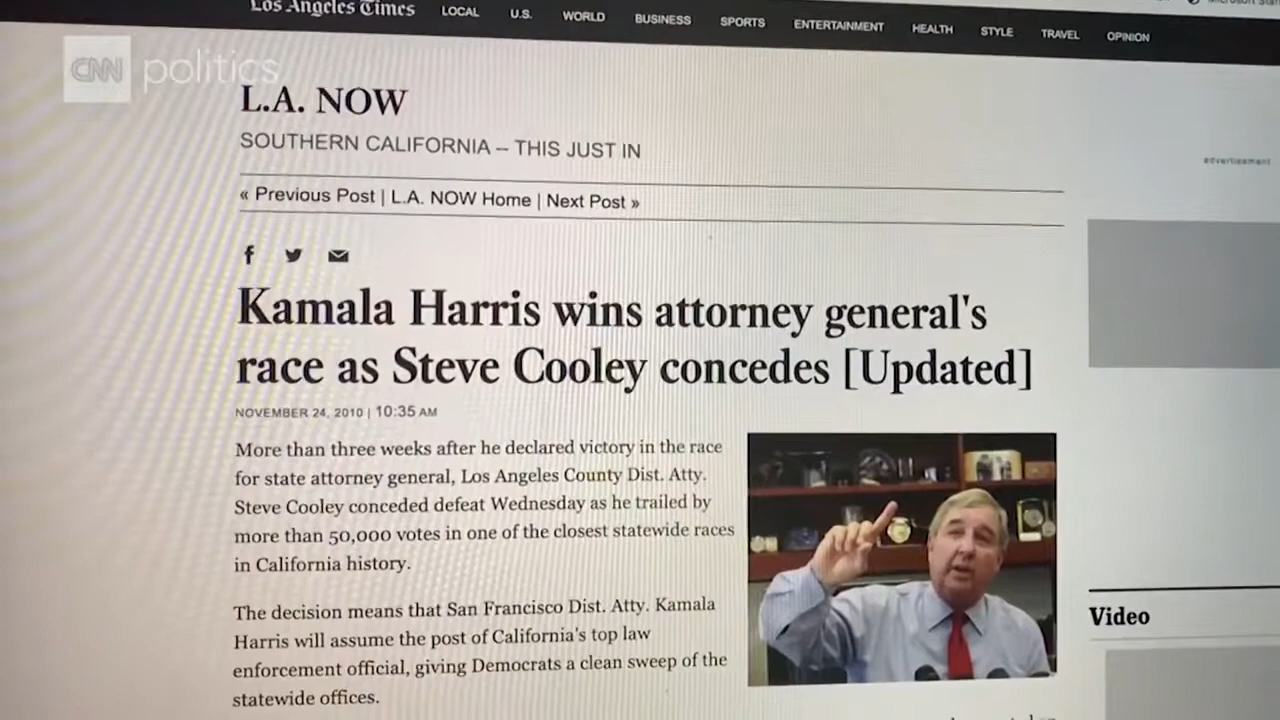 Los Angeles Times LOCAL U.S. WORLD BUSINESS SPORTS ENTERTAINMENT HEALTH STYLE TRAVEL OPINION
CNN politics
L.A. NOW
SOUTHERN CALIFORNIA – THIS JUST IN
advertisement
« Previous Post | L.A. NOW Home | Next Post »
Kamala Harris wins attorney general's
race as Steve Cooley concedes [Updated]
NOVEMBER 24, 2010 | 10:35 AM
More than three weeks after he declared victory in the race
for state attorney general, Los Angeles County Dist. Atty.
Steve Cooley conceded defeat Wednesday as he trailed by
more than 50,000 votes in one of the closest statewide races
in California history.
The decision means that San Francisco Dist. Atty. Kamala
Harris will assume the post of California's top law
enforcement official, giving Democrats a clean sweep of the
statewide offices.
Video